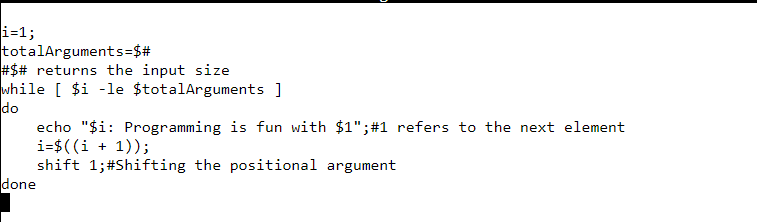 i=1;
totalArguments=$#
#$# returns the input size
while [ $i -le $totalArguments ]
do
    echo "$i: Programming is fun with $1";#1 refers to the next element
    i=$((i + 1));
    shift 1;#Shifting the positional argument
done